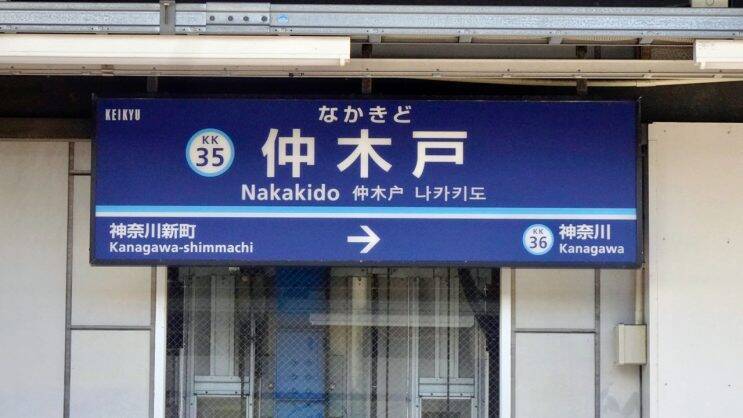 KEIKYU
なかきど
KK
35
仲木戸
Nakakido 仲木户 나카키도
神奈川新町
Kanagawa-shimmachi
→
KK
36
神奈川
Kanagawa